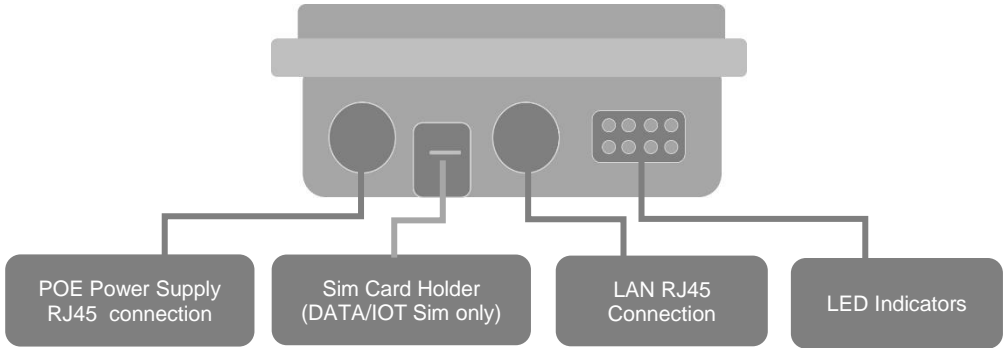 POE Power Supply
RJ45 connection
Sim Card Holder
(DATA/IOT Sim only)
LAN RJ45
Connection
LED Indicators